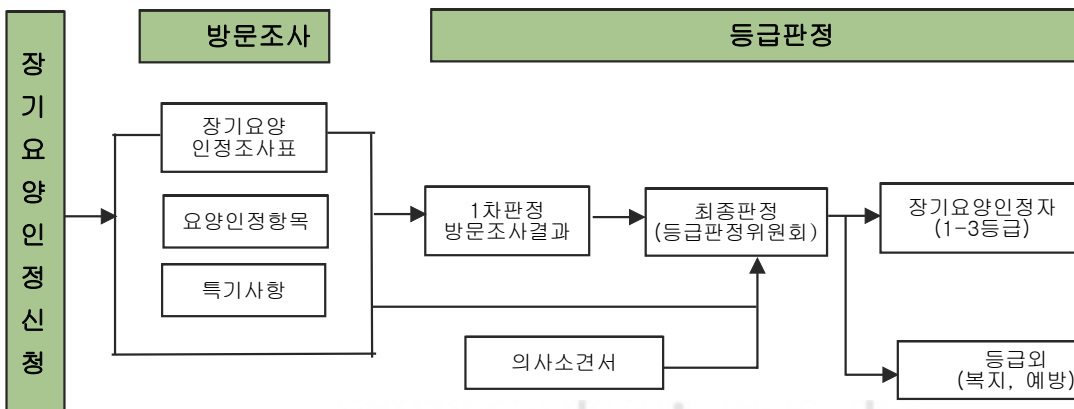 장기요양인정신청
방문조사
등급판정
장기요양
인정조사표
요양인정항목
특기사항
1차판정
방문조사결과
최종판정
(등급판정위원회)
의사소견서
장기요양인정자
(1-3등급)
등급외
(복지, 예방)